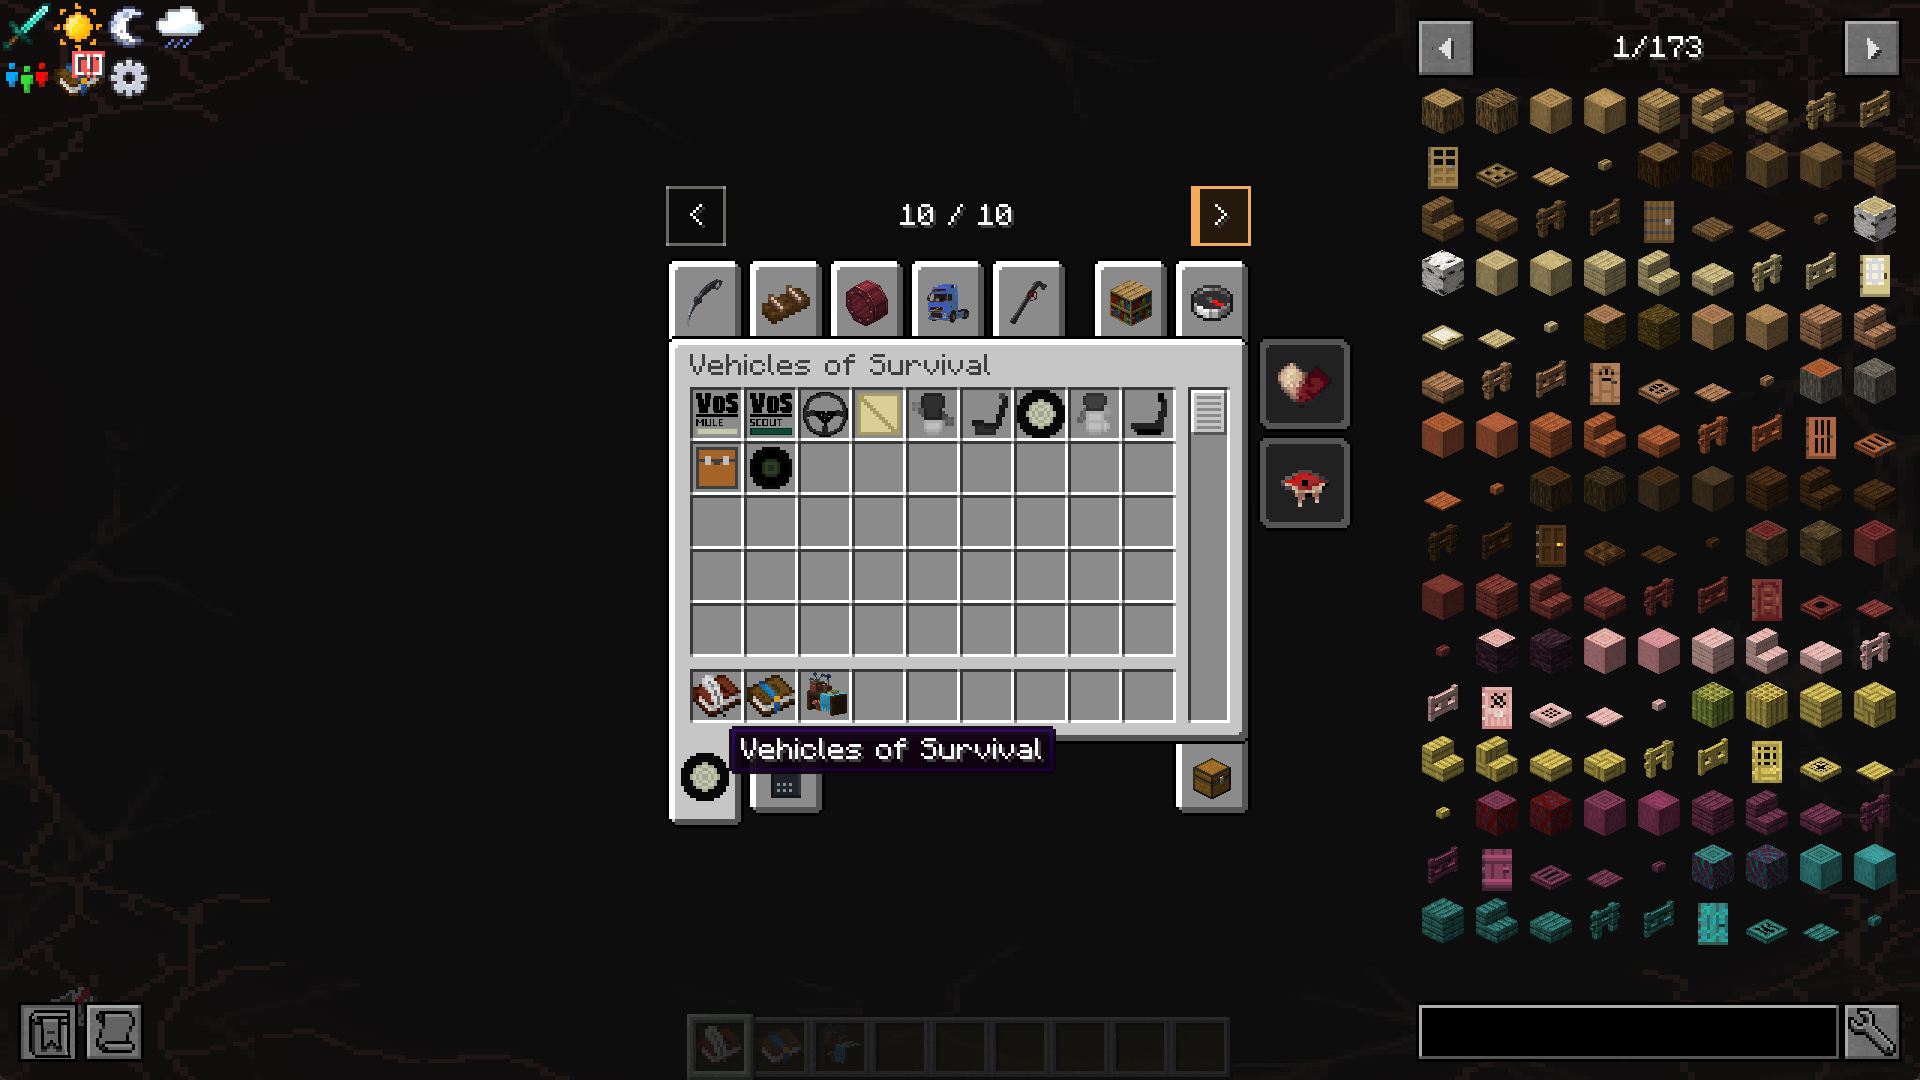 1/173
10 / 10
Vehicles of Survival
VoS VoS
MULE SCOUT
Vehicles of Survival